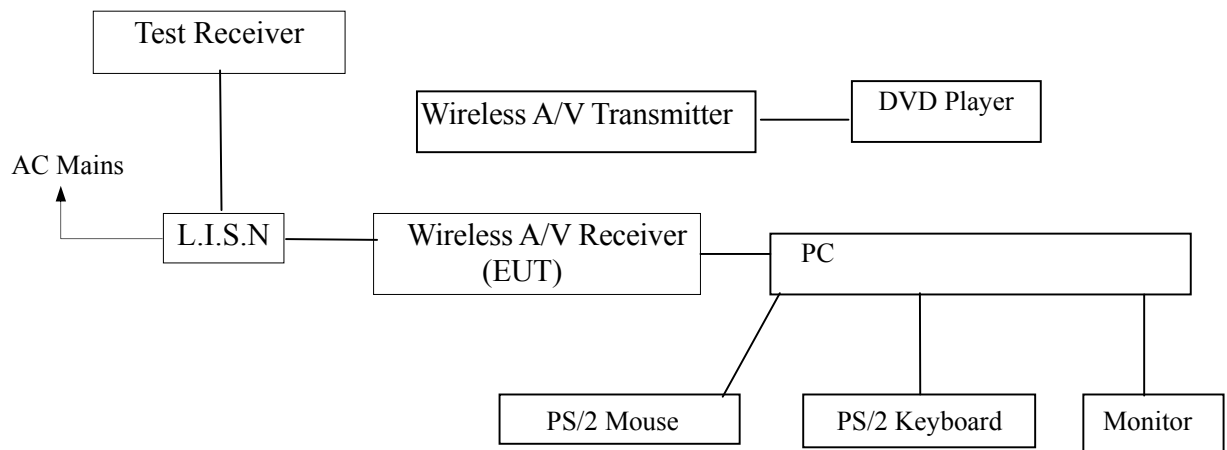 Test Receiver
Wireless A/V Transmitter
DVD Player
AC Mains
L.I.S.N
Wireless A/V Receiver
(EUT)
PC
PS/2 Mouse
PS/2 Keyboard
Monitor